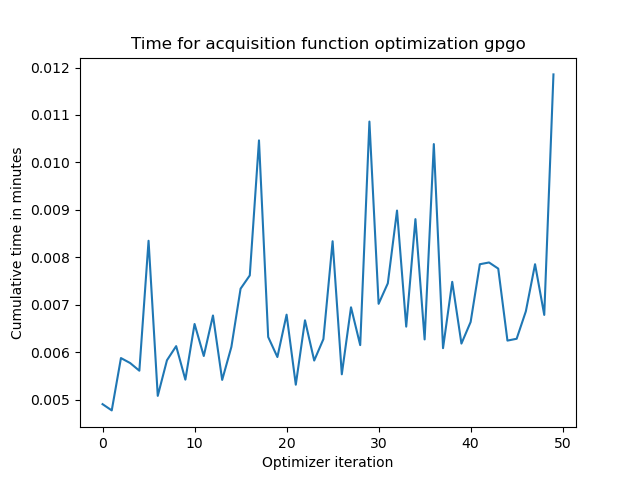 Time for acquisition function optimization gpgo
0.012
0.011
0.010
0.009
0.008
0.007
0.006
0.005
Cumulative time in minutes
0 10 20 30 40 50
Optimizer iteration